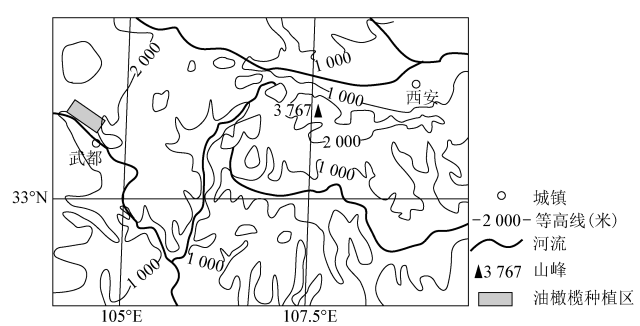 2 000
1 000
1 000
西安
3 767
2 000
武都
1 000
33°N
1 000
1 000
105°E
107.5°E
城镇
2 000 等高线(米)
河流
3 767 山峰
油橄榄种植区